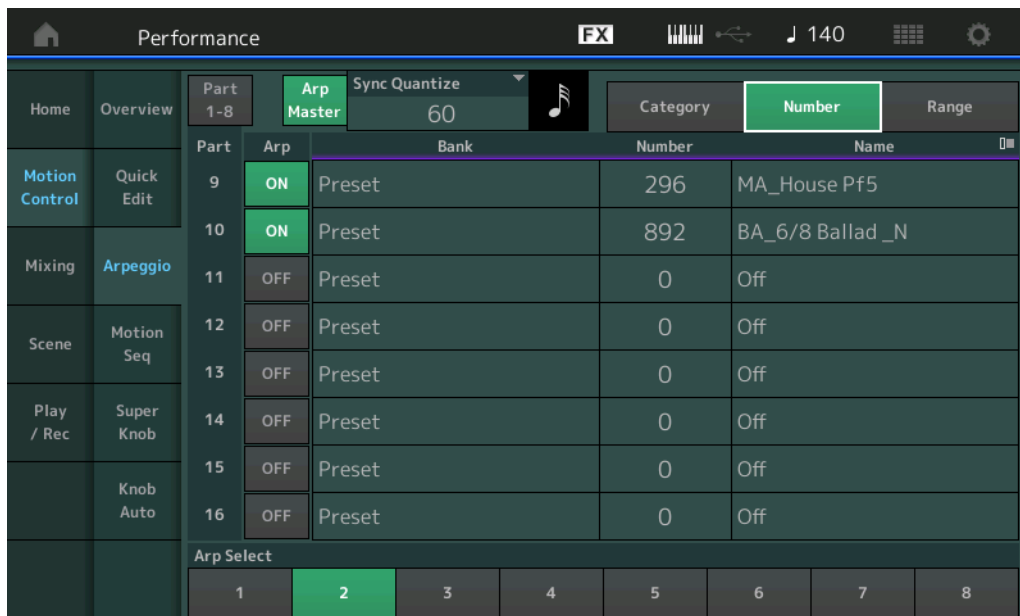 Performance
FX
140
Home
Motion
Control
Mixing
Scene
Play
/ Rec
Overview
Quick
Edit
Arpeggio
Motion
Seq
Super
Knob
Knob
Auto
Part
1-8
Arp
Master
Sync Quantize
60
Category
Number
Range
Part Arp Bank Number Name
9 ON Preset 296 MA_House Pf5
10 ON Preset 892 BA_6/8 Ballad _N
11 OFF Preset 0 Off
12 OFF Preset 0 Off
13 OFF Preset 0 Off
14 OFF Preset 0 Off
15 OFF Preset 0 Off
16 OFF Preset 0 Off
Arp Select
1 2 3 4 5 6 7 8